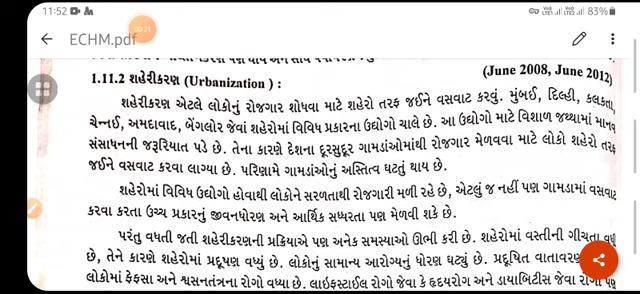 11:52
83%
00:21
ECHM.pdf
(June 2008, June 2012)
1.11.2 શહેરીકરણ (Urbanization) :
શહેરીકરણ એટલે લોકોનું રોજગાર શોધવા માટે શહેરો તરફ જઈને વસવાટ કરવું. મુંબઈ, દિલ્હી, કલકતા,
ચેન્નઈ, અમદાવાદ, બેંગલોર જેવાં શહેરોમાં વિવિધ પ્રકારના ઉદ્યોગો ચાલે છે. આ ઉદ્યોગો માટે વિશાળ જથ્થામાં માનવ
સંસાધનની જરૂરિયાત પડે છે. તેના કારણે દેશના દૂરસુદૂર ગામડાંઓમાંથી રોજગાર મેળવવા માટે લોકો શહેરો તરફ
જઈને વસવાટ કરવા લાગ્યા છે. પરિણામે ગામડાંઓનું અસ્તિત્વ ઘટતું થાય છે.
શહેરોમાં વિવિધ ઉદ્યોગો હોવાથી લોકોને સરળતાથી રોજગારી મળી રહે છે, એટલું જ નહીં પણ ગામડામાં વસવાટ
કરવા કરતા ઉચ્ચ પ્રકારનું જીવનધોરણ અને આર્થિક સધ્ધરતા પણ મેળવી શકે છે.
પરંતુ વધતી જતી શહેરીકરણની પ્રક્રિયાએ પણ અનેક સમસ્યાઓ ઊભી કરી છે. શહેરોમાં વસ્તીની ગીચતા વધુ
છે, તેને કારણે શહેરોમાં પ્રદૂષણ વધ્યું છે. લોકોનું સામાન્ય આરોગ્યનું ધોરણ ઘટ્યું છે. પ્રદૂષિત વાતાવરણ
લોકોમાં ફેફસા અને શ્વસનતંત્રના રોગો વધ્યા છે. લાઇફસ્ટાઈલ રોગો જેવા કે હૃદયરોગ અને ડાયાબિટીસ જેવા રોગો પણ